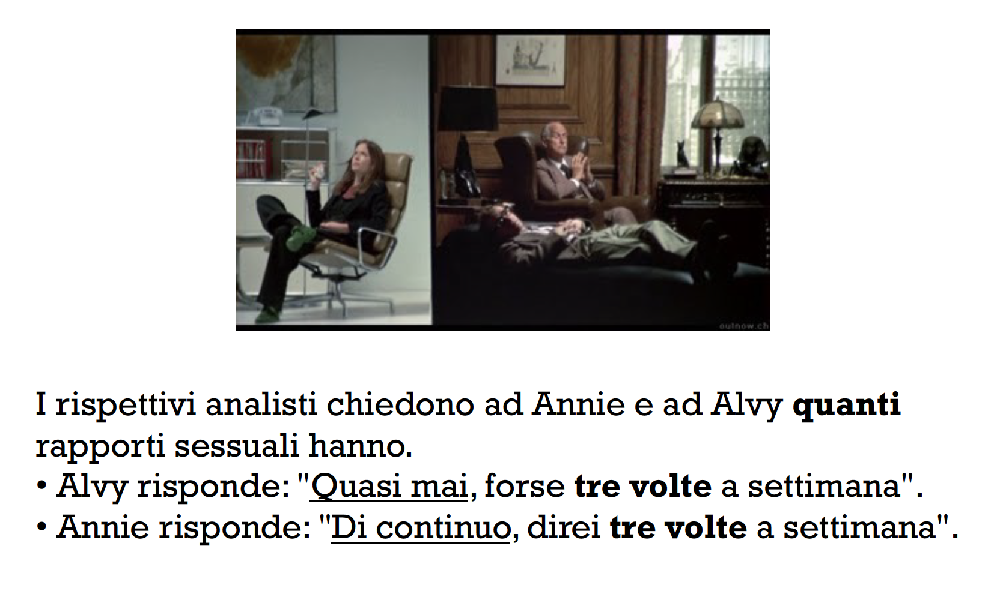 outnow.ch
I rispettivi analisti chiedono ad Annie e ad Alvy quanti
rapporti sessuali hanno.
• Alvy risponde: "Quasi mai, forse tre volte a settimana".
• Annie risponde: "Di continuo, direi tre volte a settimana".